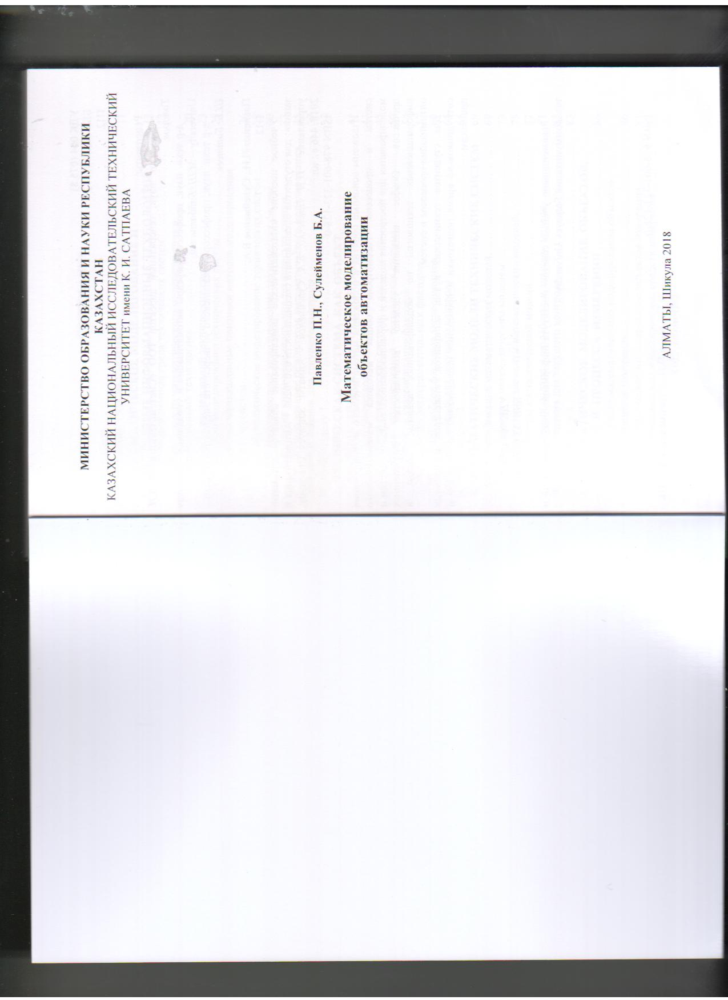 МИНИСТЕРСТВО ОБРАЗОВАНИЯ И НАУКИ РЕСПУБЛИКИ
КАЗАХСТАН
КАЗАХСКИЙ НАЦИОНАЛЬНЫЙ ИССЛЕДОВАТЕЛЬСКИЙ ТЕХНИЧЕСКИЙ
УНИВЕРСИТЕТ имени К. И. САТПАЕВА
Павленко П.Н., Сулейменов Б.А.
Математическое моделирование
объектов автоматизации
АЛМАТЫ, Шикула 2018